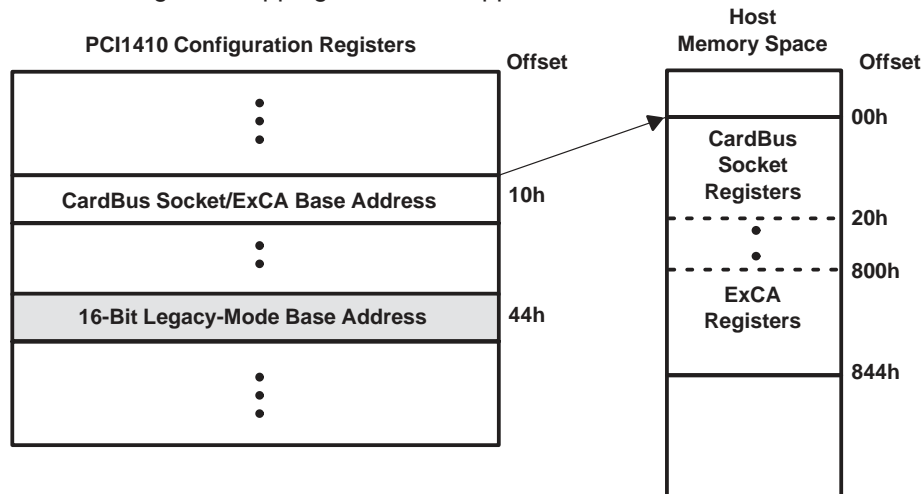 Host
PCI1410 Configuration Registers
Memory Space
Offset
Offset
00h
CardBus
Socket
Registers
CardBus Socket/ExCA Base Address
10h
20h
800h
ExCA
Registers
16-Bit Legacy-Mode Base Address
44h
844h